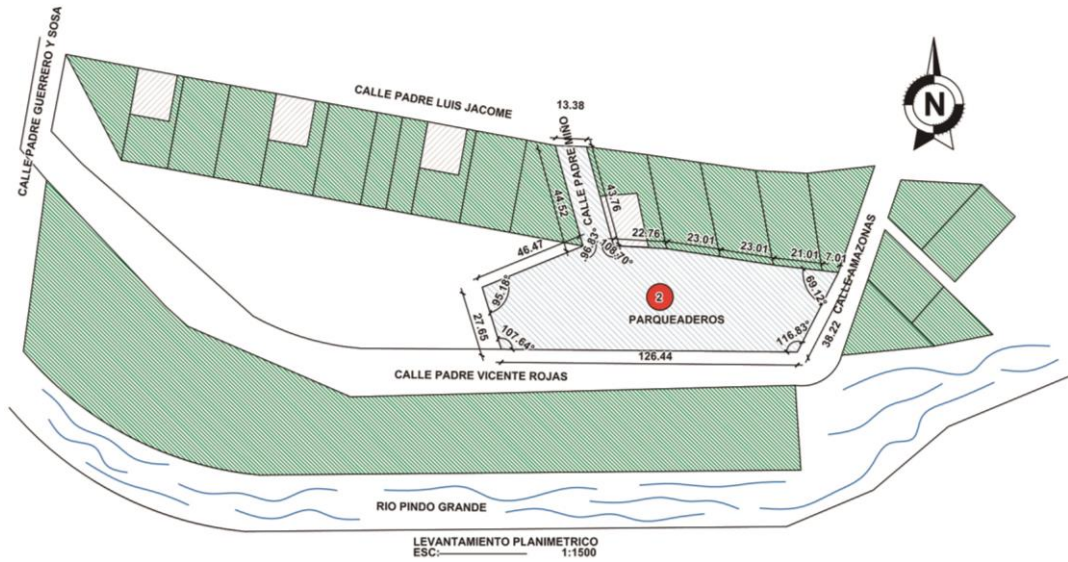 CALLE PADRE GUERRERO Y SOSA
CALLE PADRE LUIS JACOME
13.38
N
CALLE PADRE MIÑO
44.52
43.76
46.47
96.83°
108.70°
22.76
23.01
23.01
21.01
7.01
CALLE AMAZONAS
95.18°
69.12°
2
PARQUEADEROS
27.65
107.64°
116.83°
38.22
126.44
CALLE PADRE VICENTE ROJAS
RIO PINDO GRANDE
LEVANTAMIENTO PLANIMETRICO
ESC: 1:1500